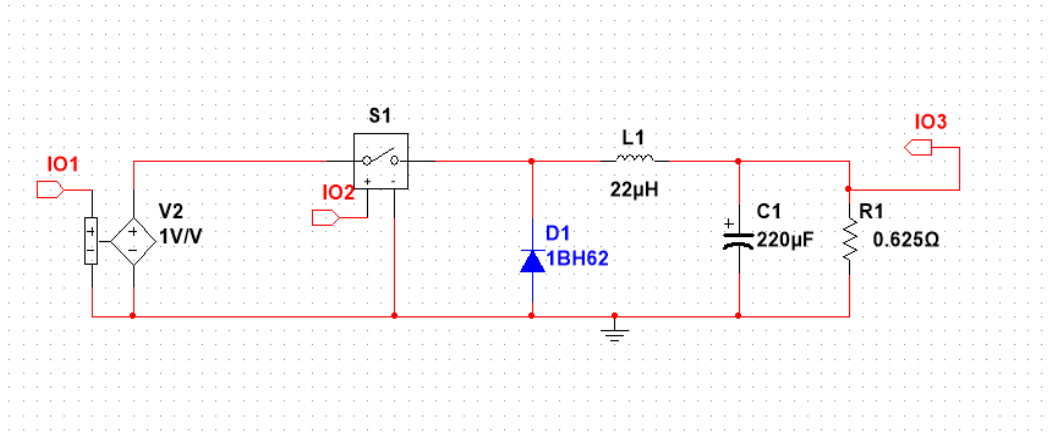 S1
IO1
IO2
V2
1V/V
+
-
+
-
+ -
D1
1BH62
L1
22µH
+
C1
220µF
IO3
R1
0.625Ω